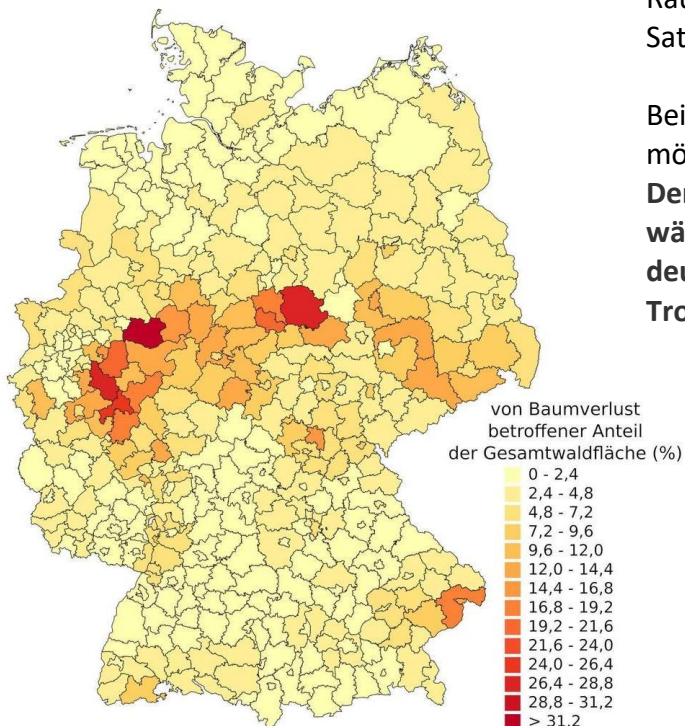 Sat
Bei
mö
Der
wä
deu
Tro
von Baumverlust
betroffener Anteil
der Gesamtwaldfläche (%)
0 - 2,4
2,4 - 4,8
4,8 - 7,2
7,2 - 9,6
9,6 - 12,0
12,0 - 14,4
14,4 - 16,8
16,8 - 19,2
19,2 - 21,6
21,6 - 24,0
24,0 - 26,4
26,4 - 28,8
28,8 - 31,2
> 31,2